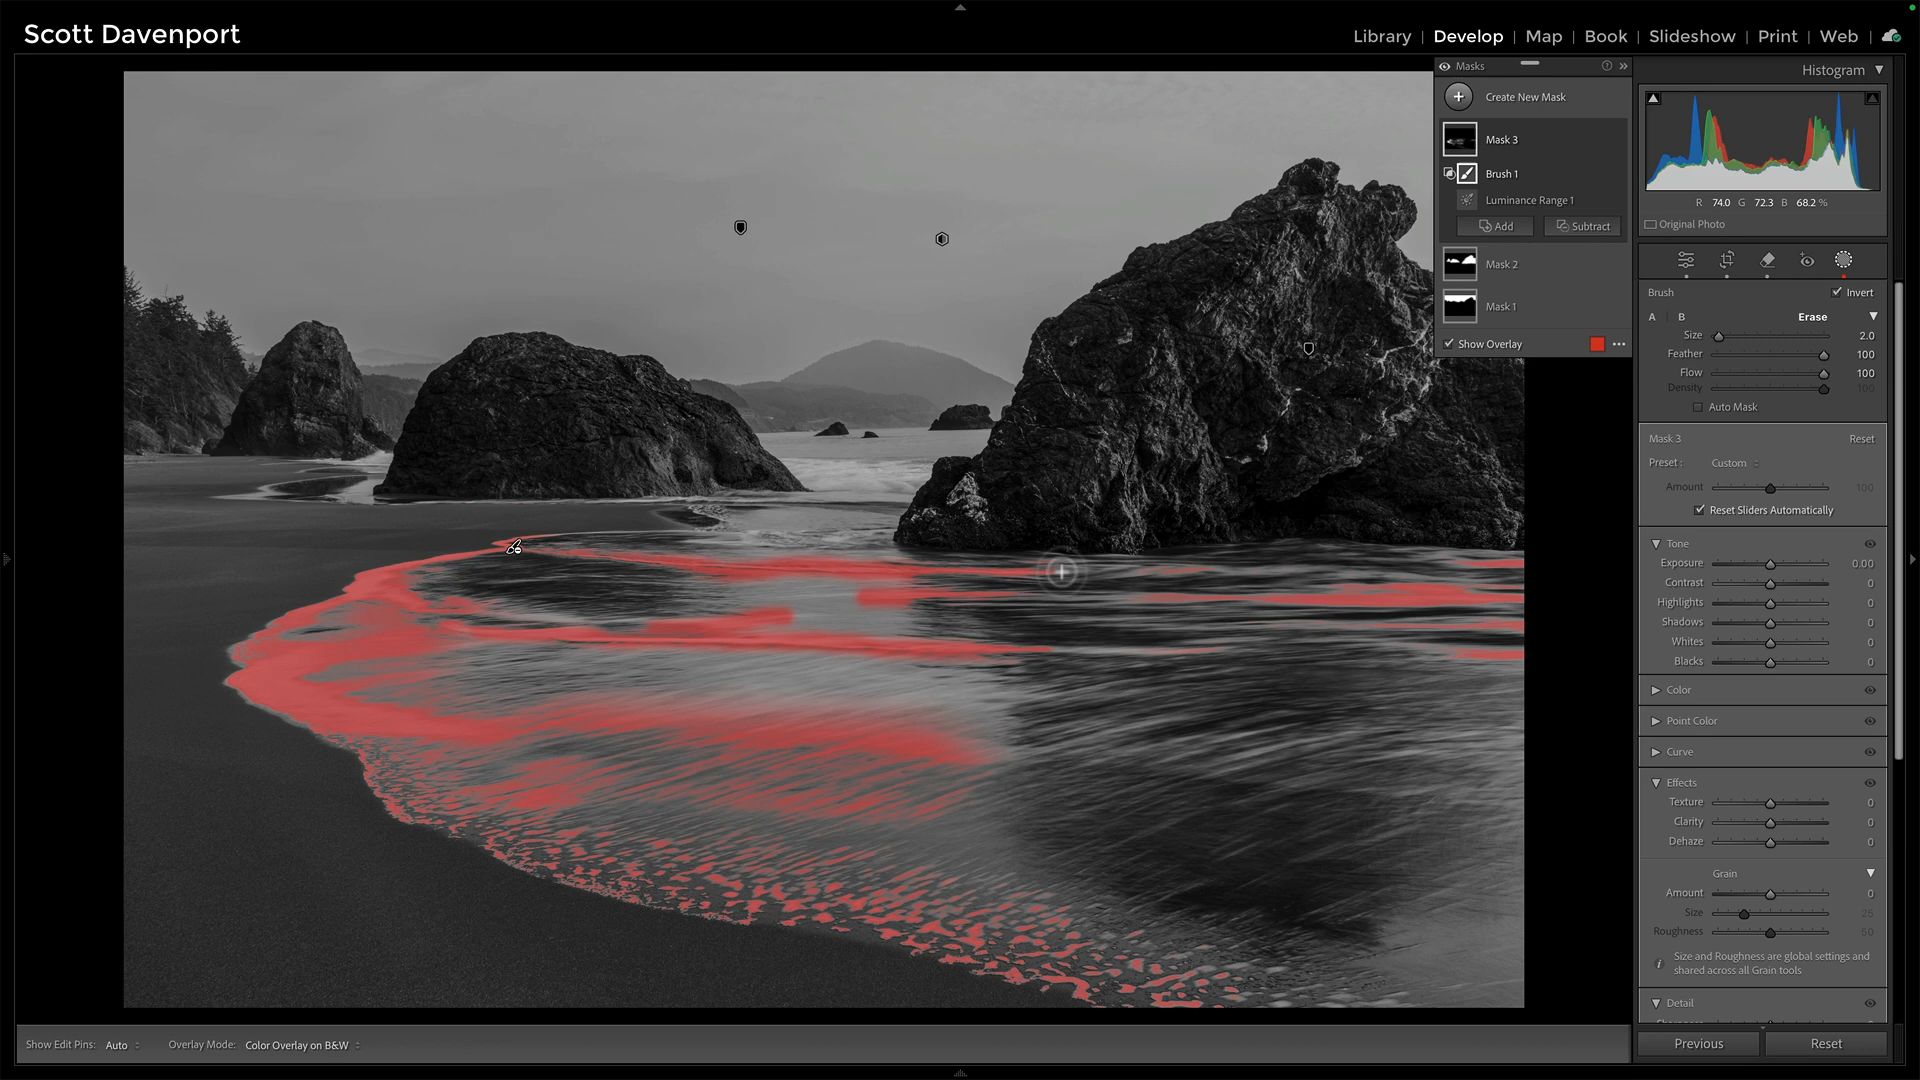 Scott Davenport
Library | Develop | Map | Book | Slideshow | Print | Web |
Masks
Create New Mask
Mask 3
Brush 1
Luminance Range 1
Add
Subtract
Mask 2
Mask 1
Show Overlay
Histogram
R 74.0 G 72.3 B 68.2 %
Original Photo
Brush
Invert
A B Erase
Size 2.0
Feather 100
Flow 100
Density 100
Auto Mask
Mask 3 Reset
Preset : Custom
Amount 100
Reset Sliders Automatically
Tone
Exposure 0.00
Contrast 0
Highlights 0
Shadows 0
Whites 0
Blacks 0
Color
Point Color
Curve
Effects
Texture 0
Clarity 0
Dehaze 0
Grain
Amount 0
Size 25
Roughness 50
Size and Roughness are global settings and
shared across all Grain tools
Detail
Previous
Reset
Show Edit Pins: Auto
Overlay Mode: Color Overlay on B&W